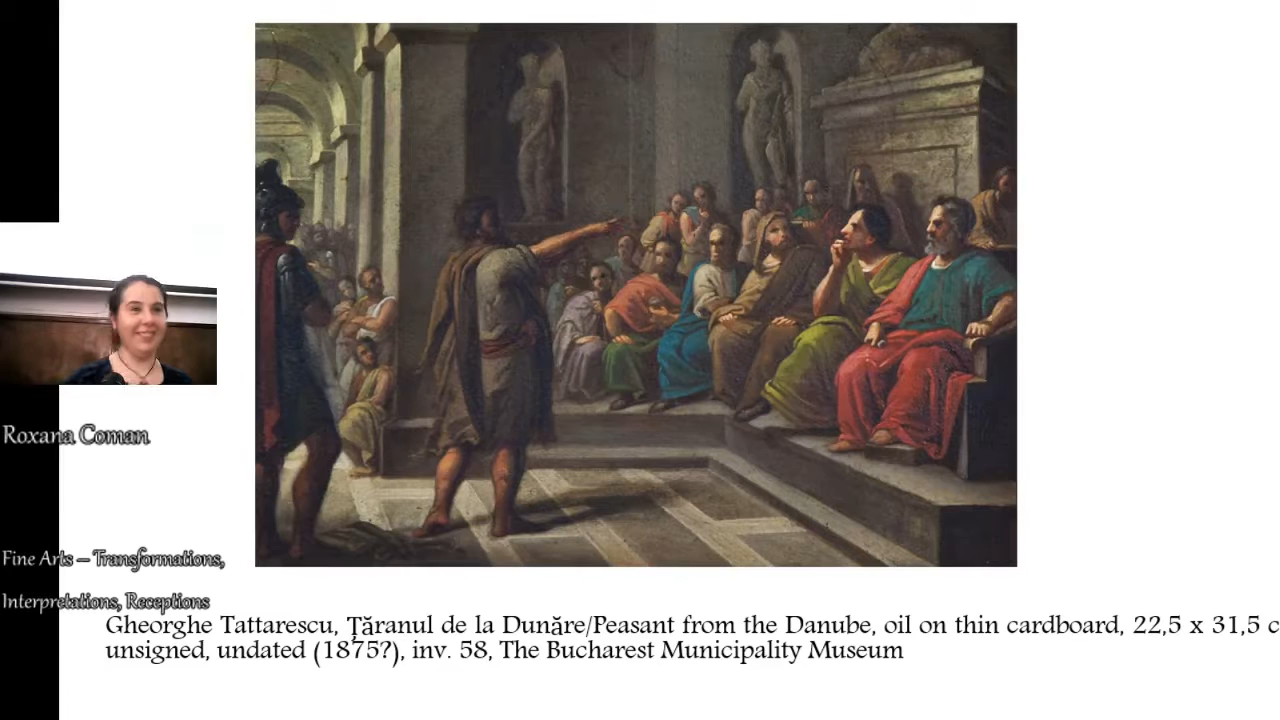 Roxana Coman
Fine Arts – Transformations,
Interpretations, Receptions
Gheorghe Tattarescu, Țăranul de la Dunăre/Peasant from the Danube, oil on thin cardboard, 22,5 x 31,5 c
unsigned, undated (1875?), inv. 58, The Bucharest Municipality Museum